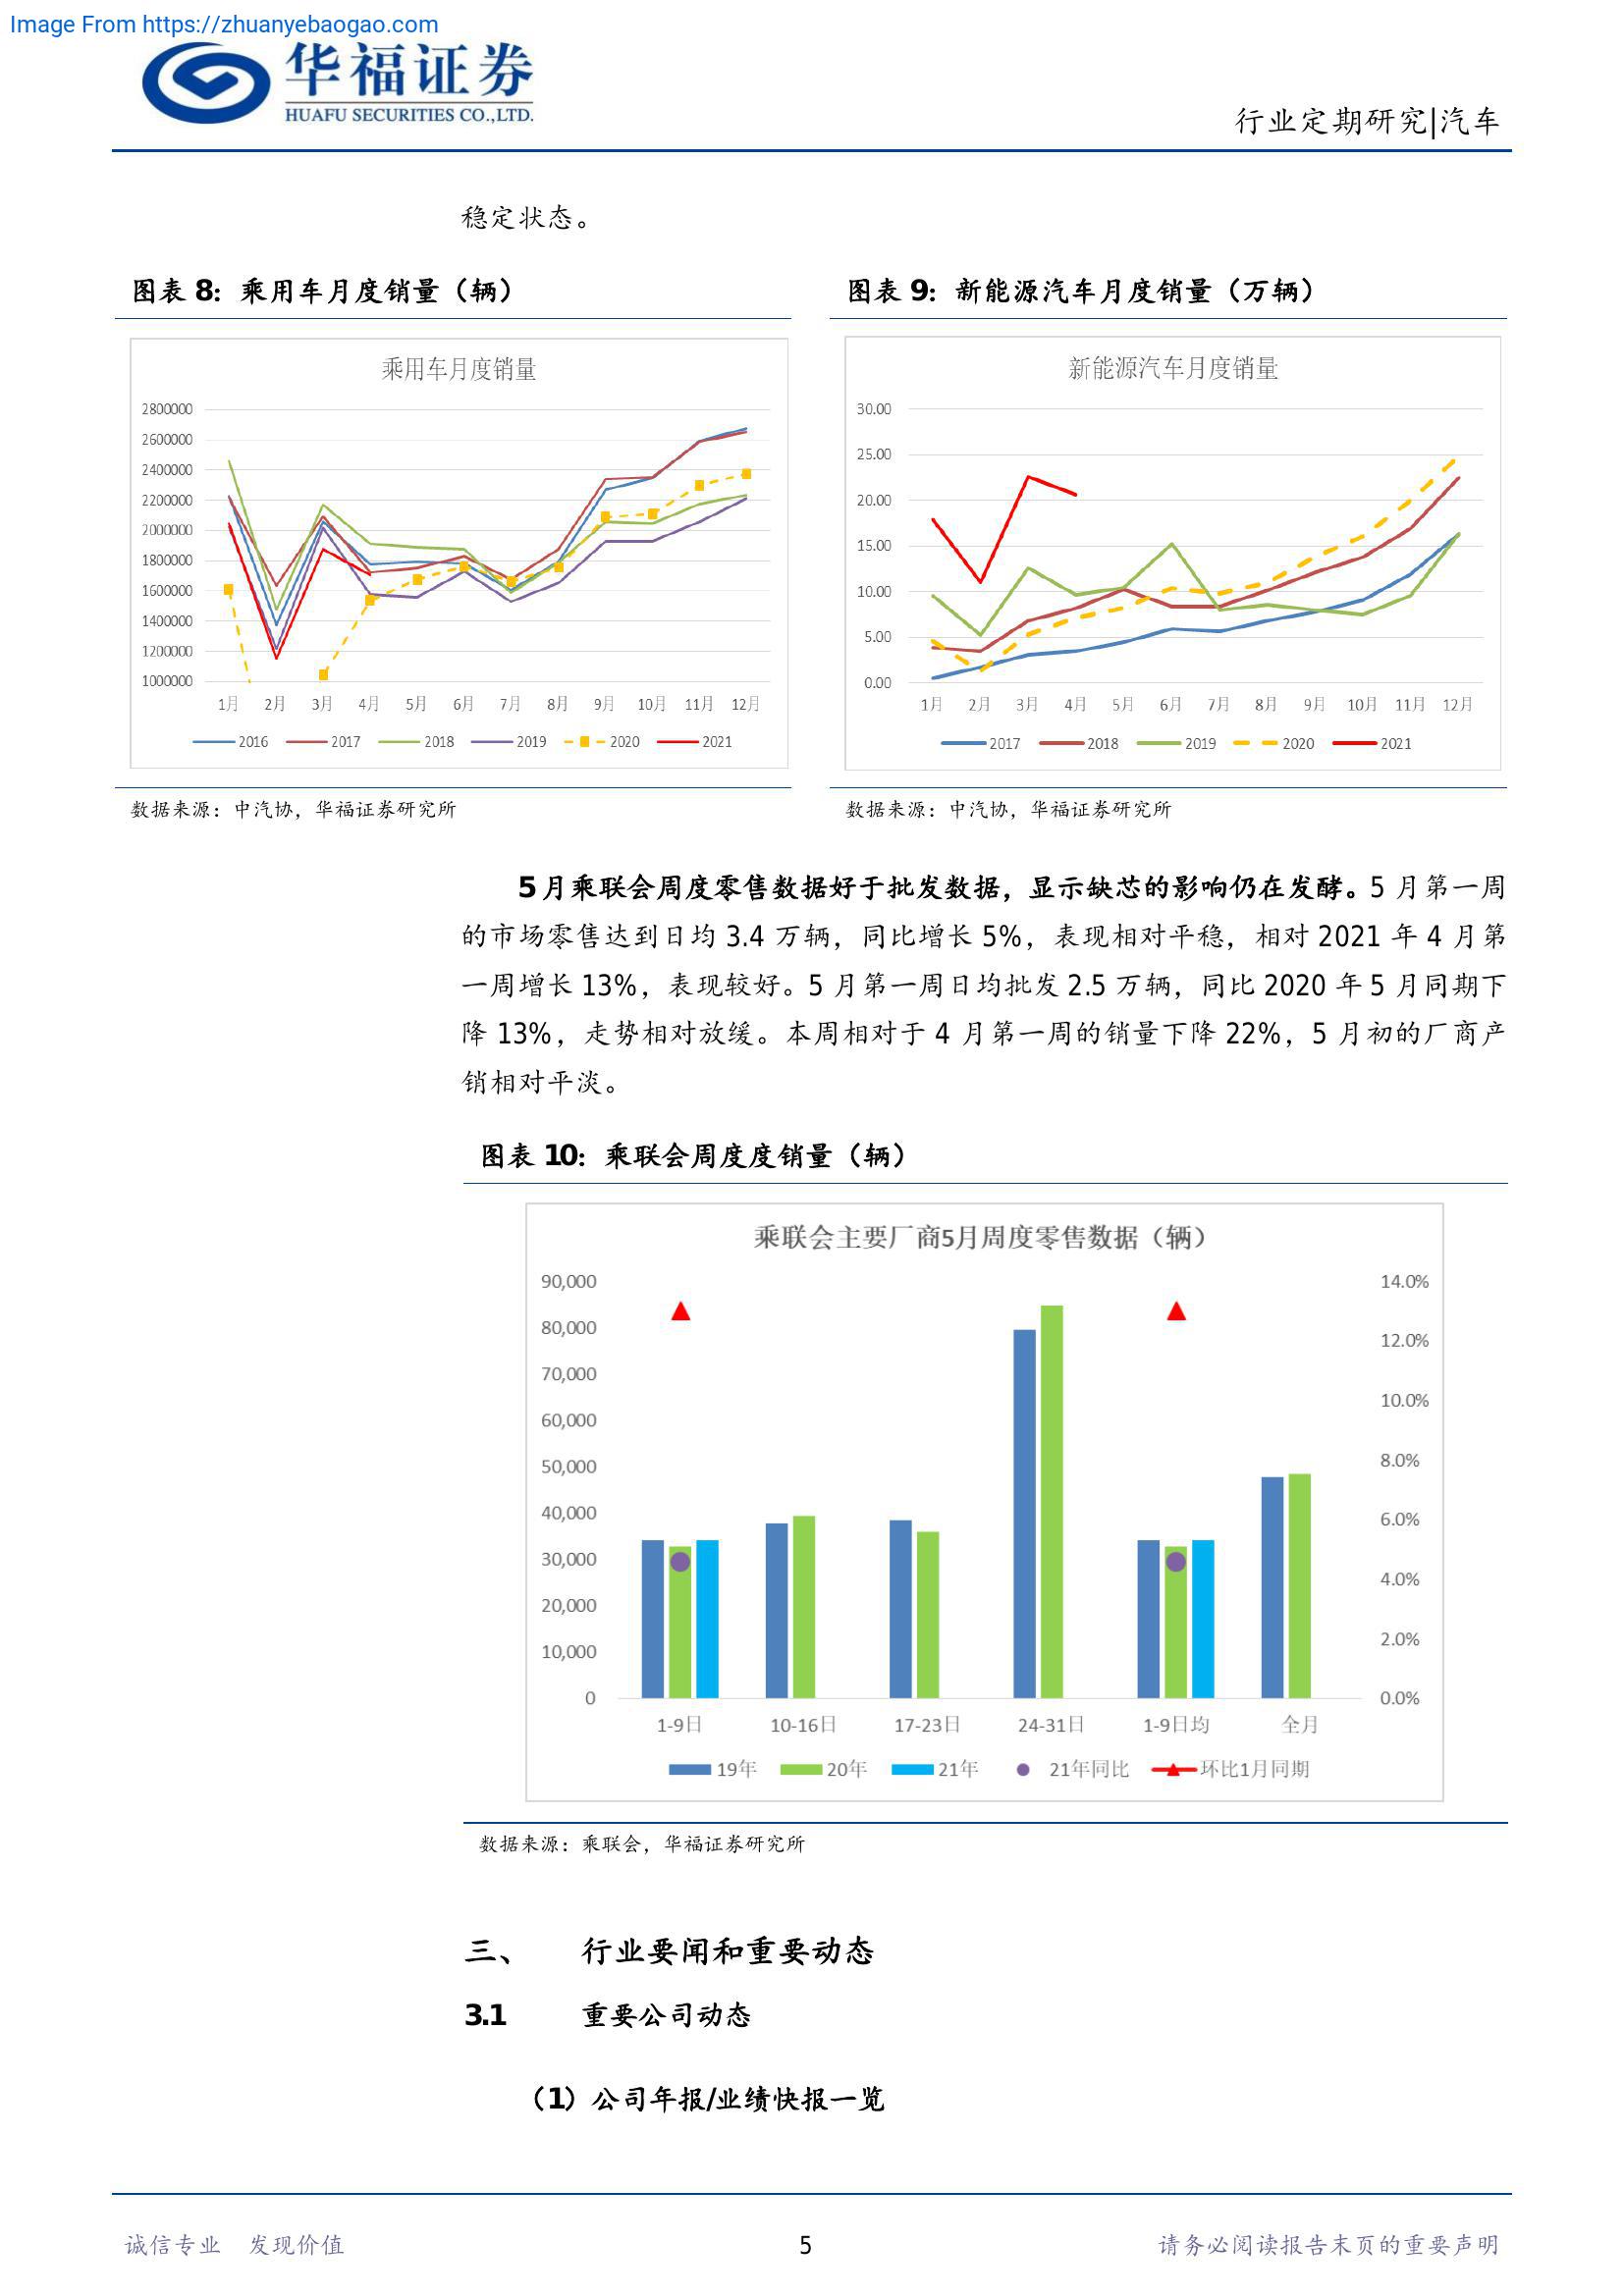 Image From https://zhuanyebaogao.com
华福证券
HUAFU SECURITIES CO.,LTD.
行业定期研究|汽车
稳定状态。
图表 8：乘用车月度销量（辆）
乘用车月度销量
2800000
2600000
2400000
2200000
2000000
1800000
1600000
1400000
1200000
1000000
1月 2月 3月 4月 5月 6月 7月 8月 9月 10月 11月 12月
2016 2017 2018 2019 2020 2021
数据来源：中汽协，华福证券研究所
图表 9：新能源汽车月度销量（万辆）
新能源汽车月度销量
30.00
25.00
20.00
15.00
10.00
5.00
0.00
1月 2月 3月 4月 5月 6月 7月 8月 9月 10月 11月 12月
2017 2018 2019 2020 2021
数据来源：中汽协，华福证券研究所
5 月乘联会周度零售数据好于批发数据，显示缺芯的影响仍在发酵。5 月第一周
的市场零售达到日均 3.4 万辆，同比增长 5%，表现相对平稳，相对 2021 年 4 月第
一周增长 13%，表现较好。5 月第一周日均批发 2.5 万辆，同比 2020 年 5 月同期下
降 13%，走势相对放缓。本周相对于 4 月第一周的销量下降 22%，5 月初的厂商产
销相对平淡。
图表 10：乘联会周度度销量（辆）
乘联会主要厂商5月周度零售数据（辆）
90,000
80,000
70,000
60,000
50,000
40,000
30,000
20,000
10,000
0
14.0%
12.0%
10.0%
8.0%
6.0%
4.0%
2.0%
0.0%
1-9日 10-16日 17-23日 24-31日 1-9日均 全月
19年 20年 21年 21年同比 环比1月同期
数据来源：乘联会，华福证券研究所
三、 行业要闻和重要动态
3.1 重要公司动态
（1）公司年报/业绩快报一览
诚信专业 发现价值 5 请务必阅读报告末页的重要声明